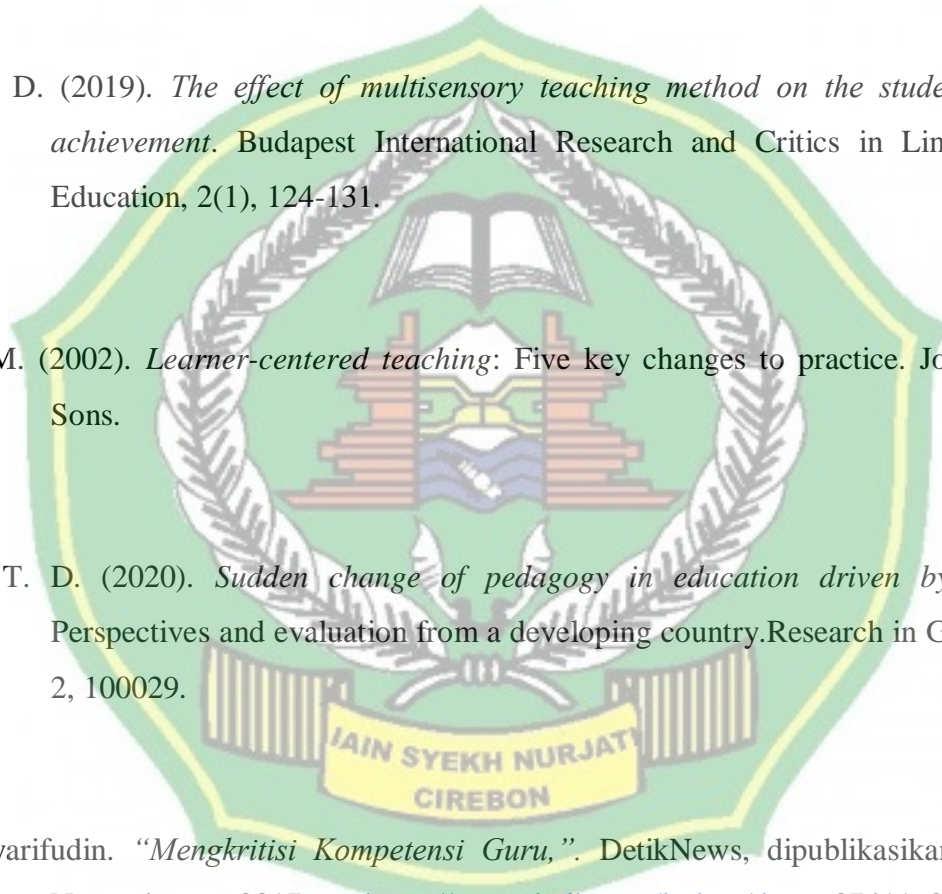 D. (2019). The effect of multisensory teaching method on the stude
achievement. Budapest International Research and Critics in Lin
Education, 2(1), 124-131.
M. (2002). Learner-centered teaching: Five key changes to practice. Jo
Sons.
T. D. (2020). Sudden change of pedagogy in education driven by
Perspectives and evaluation from a developing country.Research in G
2, 100029.
IAIN SYEKH NURJATI
CIREBON
yarifudin. “Mengkritisi Kompetensi Guru,”. DetikNews, dipublikasikan